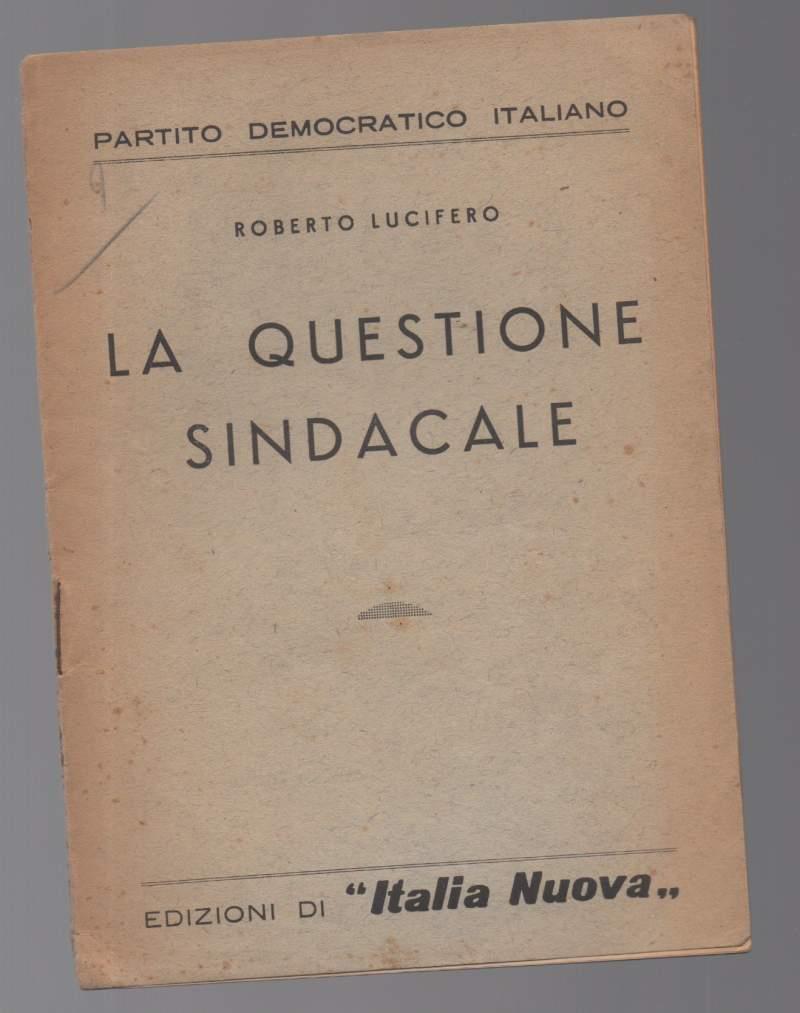 PARTITO DEMOCRATICO ITALIANO
ROBERTO LUCIFERO
LA QUESTIONE
SINDACALE
EDIZIONI DI "Italia Nuova„